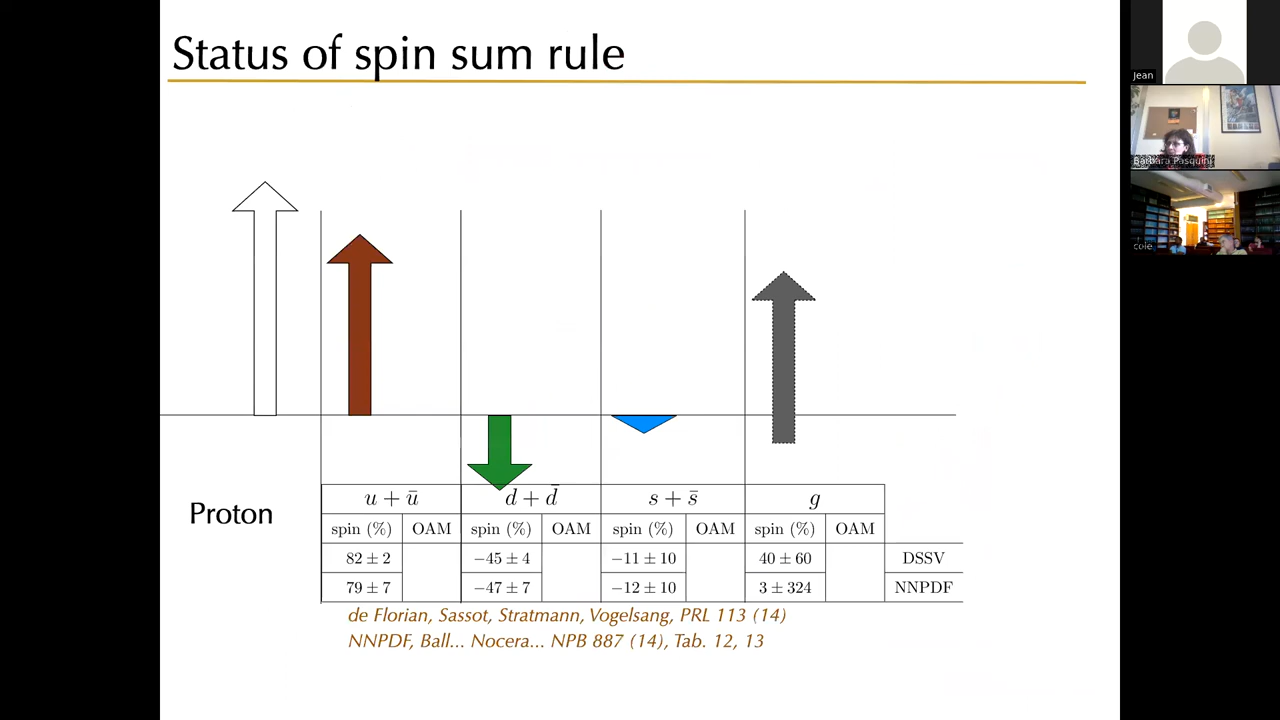 Status of spin sum rule
Jean
Barbara Pasquini
cole
Proton
u + ū d + d̄ s + s̄ g
spin (%) OAM spin (%) OAM spin (%) OAM spin (%) OAM
82 ± 2 −45 ± 4 −11 ± 10 40 ± 60 DSSV
79 ± 7 −47 ± 7 −12 ± 10 3 ± 324 NNPDF
de Florian, Sassot, Stratmann, Vogelsang, PRL 113 (14)
NNPDF, Ball... Nocera... NPB 887 (14), Tab. 12, 13